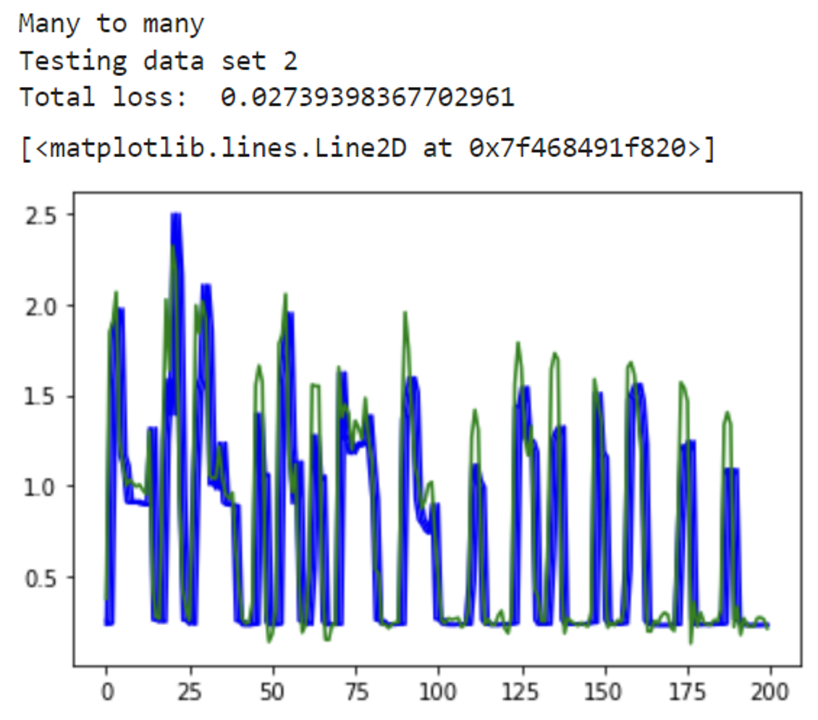 Many to many
Testing data set 2
Total loss: 0.02739398367702961
[<matplotlib.lines.Line2D at 0x7f468491f820>]
2.5
2.0
1.5
1.0
0.5
0 25 50 75 100 125 150 175 200